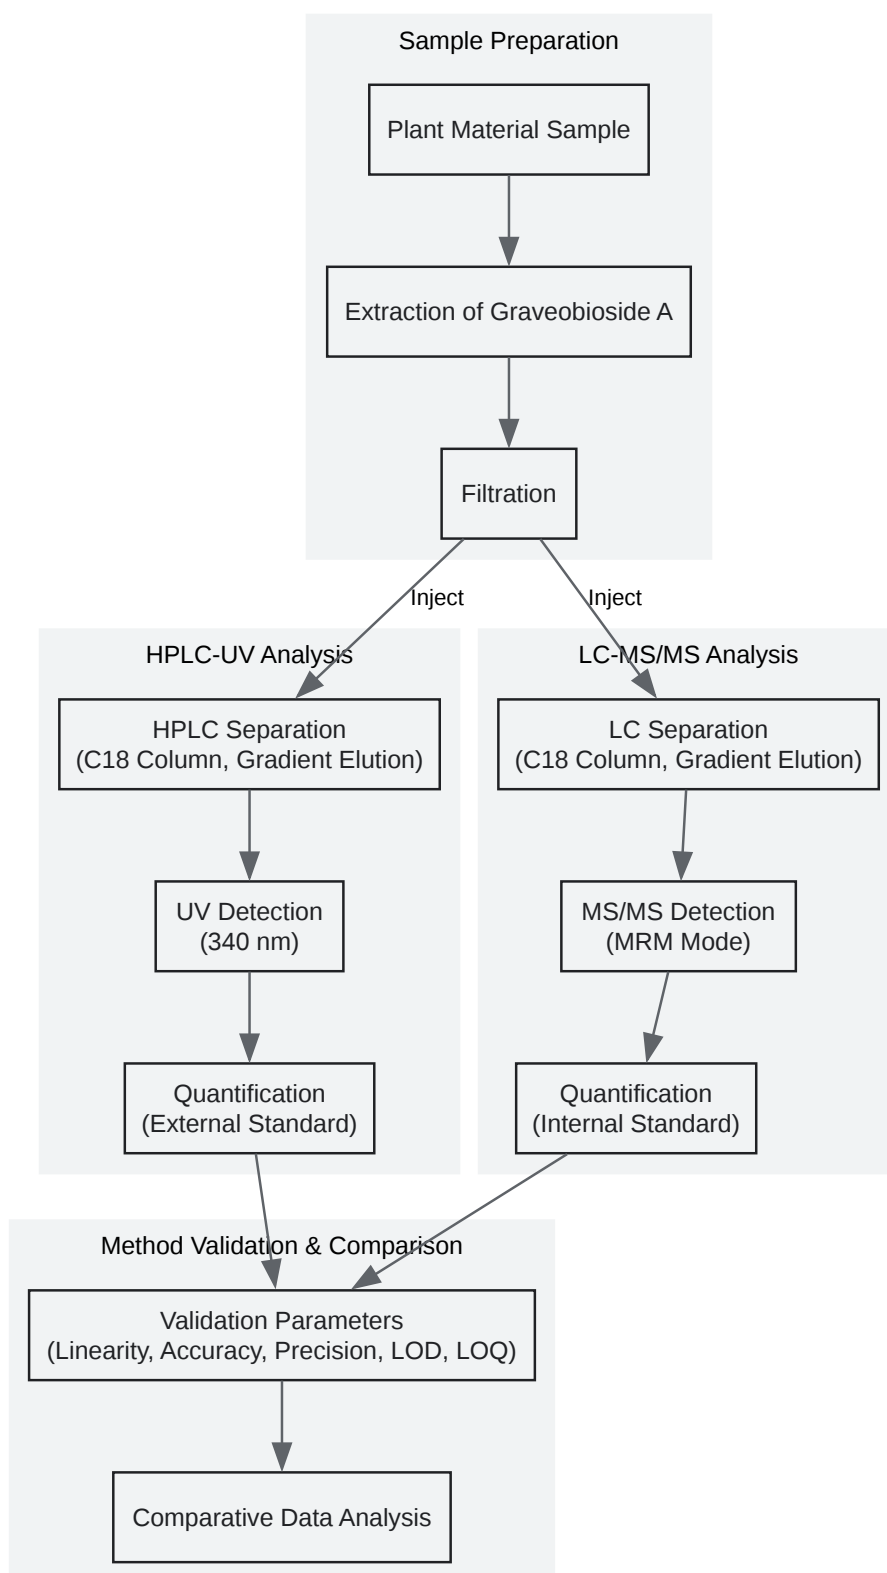 Sample Preparation
Plant Material Sample
Extraction of Graveobioside A
Filtration
Inject
Inject
HPLC-UV Analysis
HPLC Separation
(C18 Column, Gradient Elution)
UV Detection
(340 nm)
Quantification
(External Standard)
LC-MS/MS Analysis
LC Separation
(C18 Column, Gradient Elution)
MS/MS Detection
(MRM Mode)
Quantification
(Internal Standard)
Method Validation & Comparison
Validation Parameters
(Linearity, Accuracy, Precision, LOD, LOQ)
Comparative Data Analysis